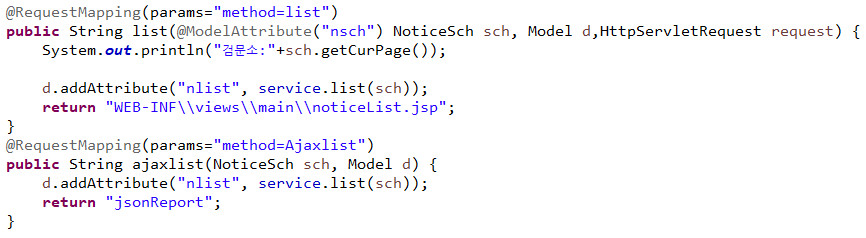 @RequestMapping(params="method=list")
public String list(@ModelAttribute("nsch") NoticeSch sch, Model d,HttpServletRequest request) {
    System.out.println("검문소:"+sch.getCurPage());

    d.addAttribute("nlist", service.list(sch));
    return "WEB-INF\\views\\main\\noticeList.jsp";
}
@RequestMapping(params="method=Ajaxlist")
public String ajaxlist(NoticeSch sch, Model d) {
    d.addAttribute("nlist", service.list(sch));
    return "jsonReport";
}